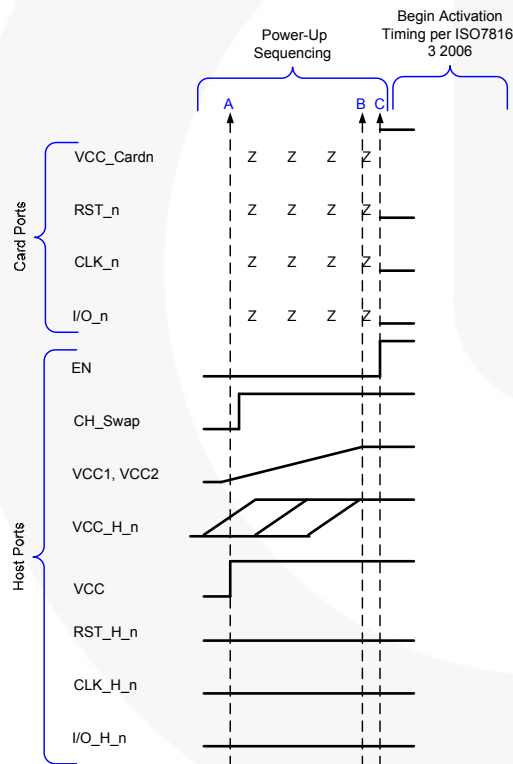 Power-Up
Sequencing
Begin Activation
Timing per ISO7816
3 2006
A B C
Card Ports
VCC_Cardn Z Z Z Z
RST_n Z Z Z Z
CLK_n Z Z Z Z
I/O_n Z Z Z Z
Host Ports
EN
CH_Swap
VCC1, VCC2
VCC_H_n
VCC
RST_H_n
CLK_H_n
I/O_H_n